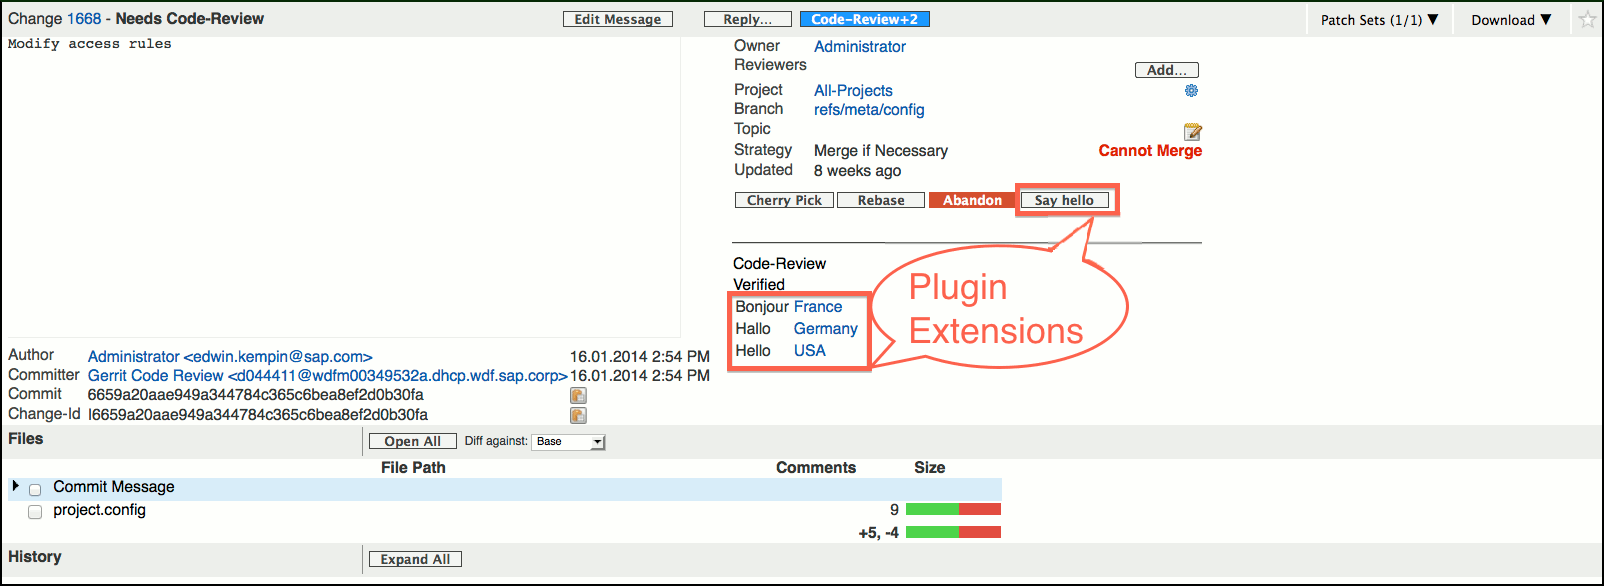 Change 1668 - Needs Code-Review Edit Message Reply... Code-Review+2 Patch Sets (1/1) ▼ Download ▼
Modify access rules
Owner Administrator
Reviewers
Add...
Project All-Projects
Branch refs/meta/config
Topic
Strategy Merge if Necessary Cannot Merge
Updated 8 weeks ago
Cherry Pick Rebase Abandon Say hello
Code-Review
Verified
Bonjour France
Hallo Germany
Hello USA
Plugin
Extensions
Author Administrator <edwin.kempin@sap.com> 16.01.2014 2:54 PM
Committer Gerrit Code Review <d044411@wdfm00349532a.dhcp.wdf.sap.corp> 16.01.2014 2:54 PM
Commit 6659a20aae949a344784c365c6bea8ef2d0b30fa
Change-Id I6659a20aae949a344784c365c6bea8ef2d0b30fa
Files Open All Diff against: Base
File Path Comments Size
Commit Message
project.config 9
+5, -4
History Expand All